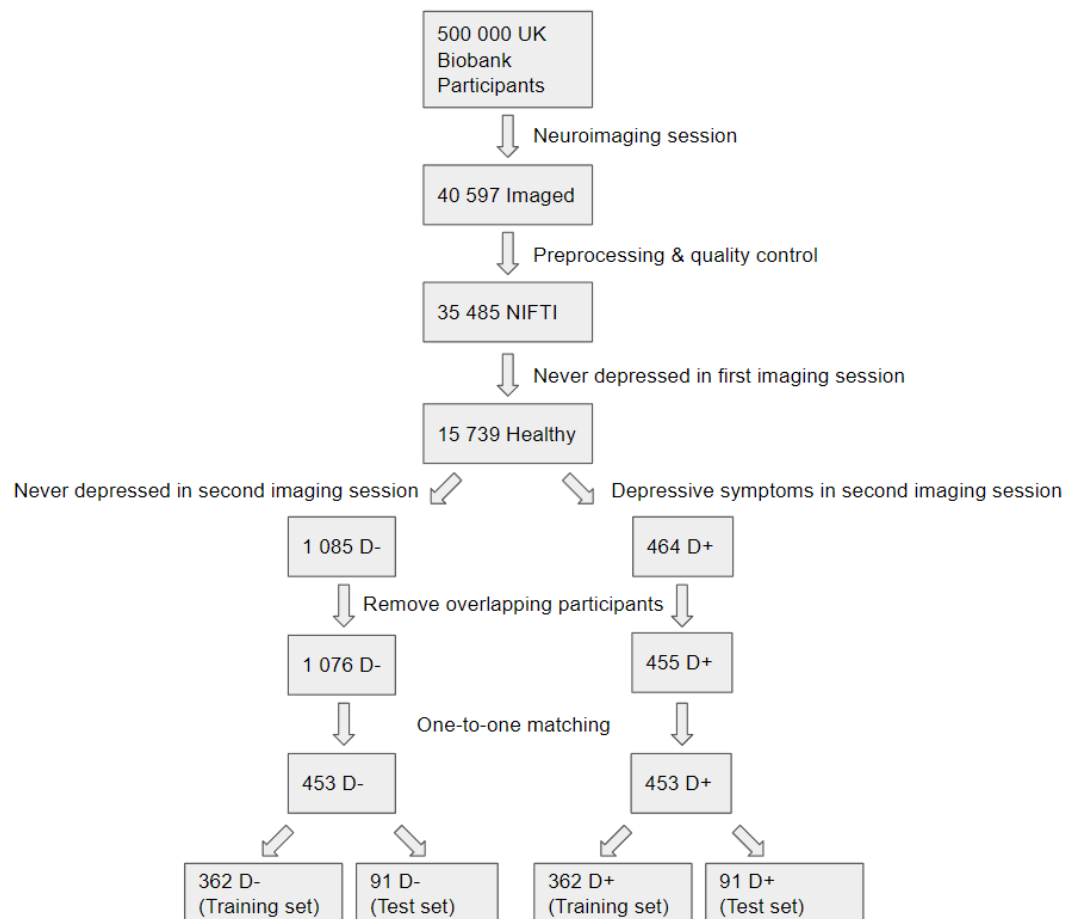 500 000 UK
Biobank
Participants
Neuroimaging session
40 597 Imaged
Preprocessing & quality control
35 485 NIFTI
Never depressed in first imaging session
15 739 Healthy
Never depressed in second imaging session
Depressive symptoms in second imaging session
1 085 D-
464 D+
Remove overlapping participants
1 076 D-
455 D+
One-to-one matching
453 D-
453 D+
362 D-
(Training set)
91 D-
(Test set)
362 D+
(Training set)
91 D+
(Test set)